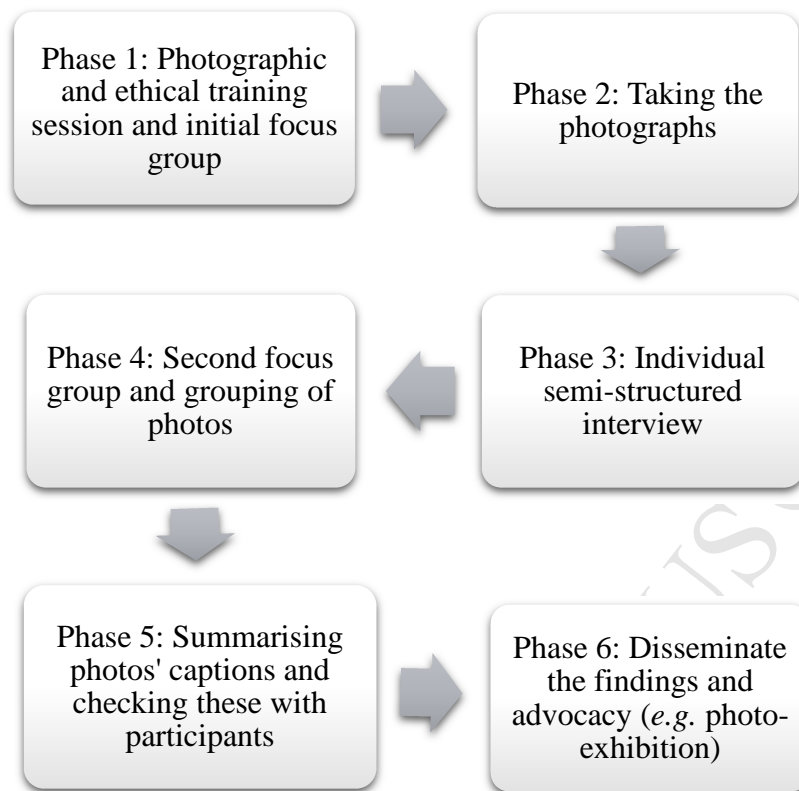 Phase 1: Photographic
and ethical training
session and initial focus
group
Phase 2: Taking the
photographs
Phase 3: Individual
semi-structured
interview
Phase 4: Second focus
group and grouping of
photos
Phase 5: Summarising
photos' captions and
checking these with
participants
Phase 6: Disseminate
the findings and
advocacy (e.g. photo-
exhibition)